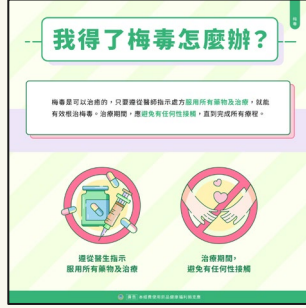 我得了梅毒怎麼辦?
梅毒是可以治癒的，只要遵從醫師指示處方服用所有藥物及治療，就能
有效根治梅毒。治療期間，應避免有任何性接觸，直到完成所有療程。
遵從醫生指示
服用所有藥物及治療
治療期間，
避免有任何性接觸